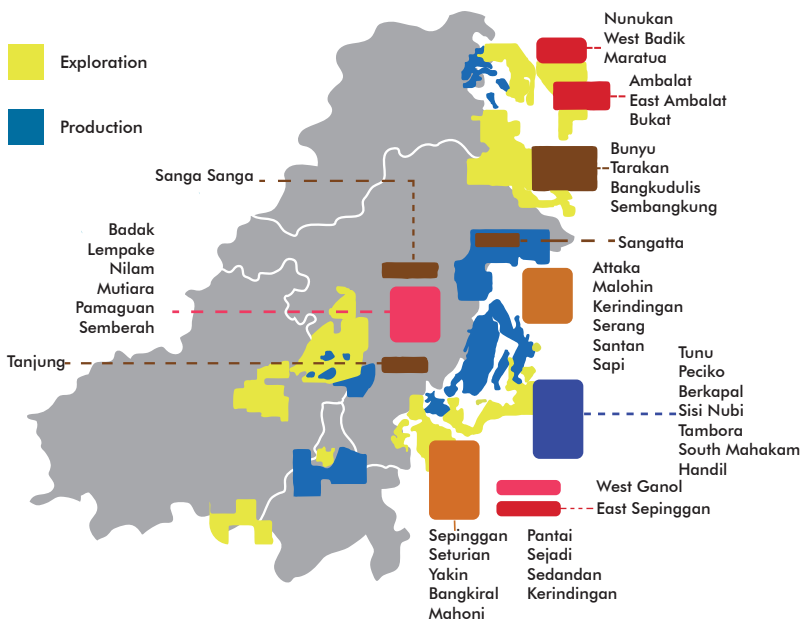 Exploration
Production
Nunukan
West Badik
Maratua
Ambalat
East Ambalat
Bukat
Bunyu
Tarakan
Bangkudulis
Sembangkung
Sanga Sanga
Sangatta
Badak
Lempake
Nilam
Mutiara
Pamaguan
Semberah
Attaka
Malohin
Kerindingan
Serang
Santan
Sapi
Tanjung
Tunu
Peciko
Berkapal
Sisi Nubi
Tambora
South Mahakam
Handil
West Ganol
East Sepinggan
Sepinggan
Seturian
Yakin
Bangkiral
Mahoni
Pantai
Sejadi
Sedandan
Kerindingan